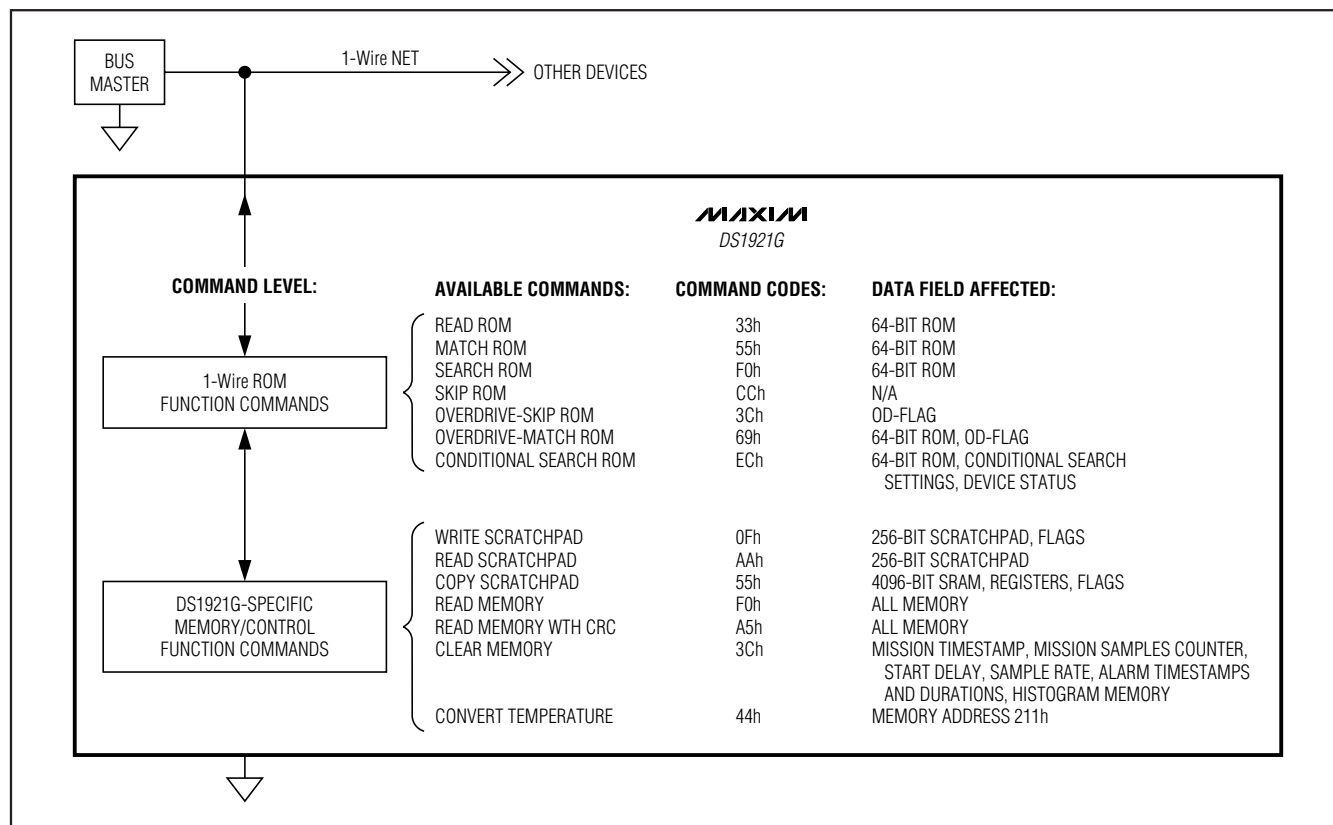 BUS
MASTER
1-Wire NET
OTHER DEVICES
MAXIM
DS1921G
COMMAND LEVEL: AVAILABLE COMMANDS: COMMAND CODES: DATA FIELD AFFECTED:
1-Wire ROM
FUNCTION COMMANDS
READ ROM 33h 64-BIT ROM
MATCH ROM 55h 64-BIT ROM
SEARCH ROM F0h 64-BIT ROM
SKIP ROM CCh N/A
OVERDRIVE-SKIP ROM 3Ch OD-FLAG
OVERDRIVE-MATCH ROM 69h 64-BIT ROM, OD-FLAG
CONDITIONAL SEARCH ROM ECh 64-BIT ROM, CONDITIONAL SEARCH
SETTINGS, DEVICE STATUS
DS1921G-SPECIFIC
MEMORY/CONTROL
FUNCTION COMMANDS
WRITE SCRATCHPAD 0Fh 256-BIT SCRATCHPAD, FLAGS
READ SCRATCHPAD AAh 256-BIT SCRATCHPAD
COPY SCRATCHPAD 55h 4096-BIT SRAM, REGISTERS, FLAGS
READ MEMORY F0h ALL MEMORY
READ MEMORY WTH CRC A5h ALL MEMORY
CLEAR MEMORY 3Ch MISSION TIMESTAMP, MISSION SAMPLES COUNTER,
START DELAY, SAMPLE RATE, ALARM TIMESTAMPS
AND DURATIONS, HISTOGRAM MEMORY
CONVERT TEMPERATURE 44h MEMORY ADDRESS 211h